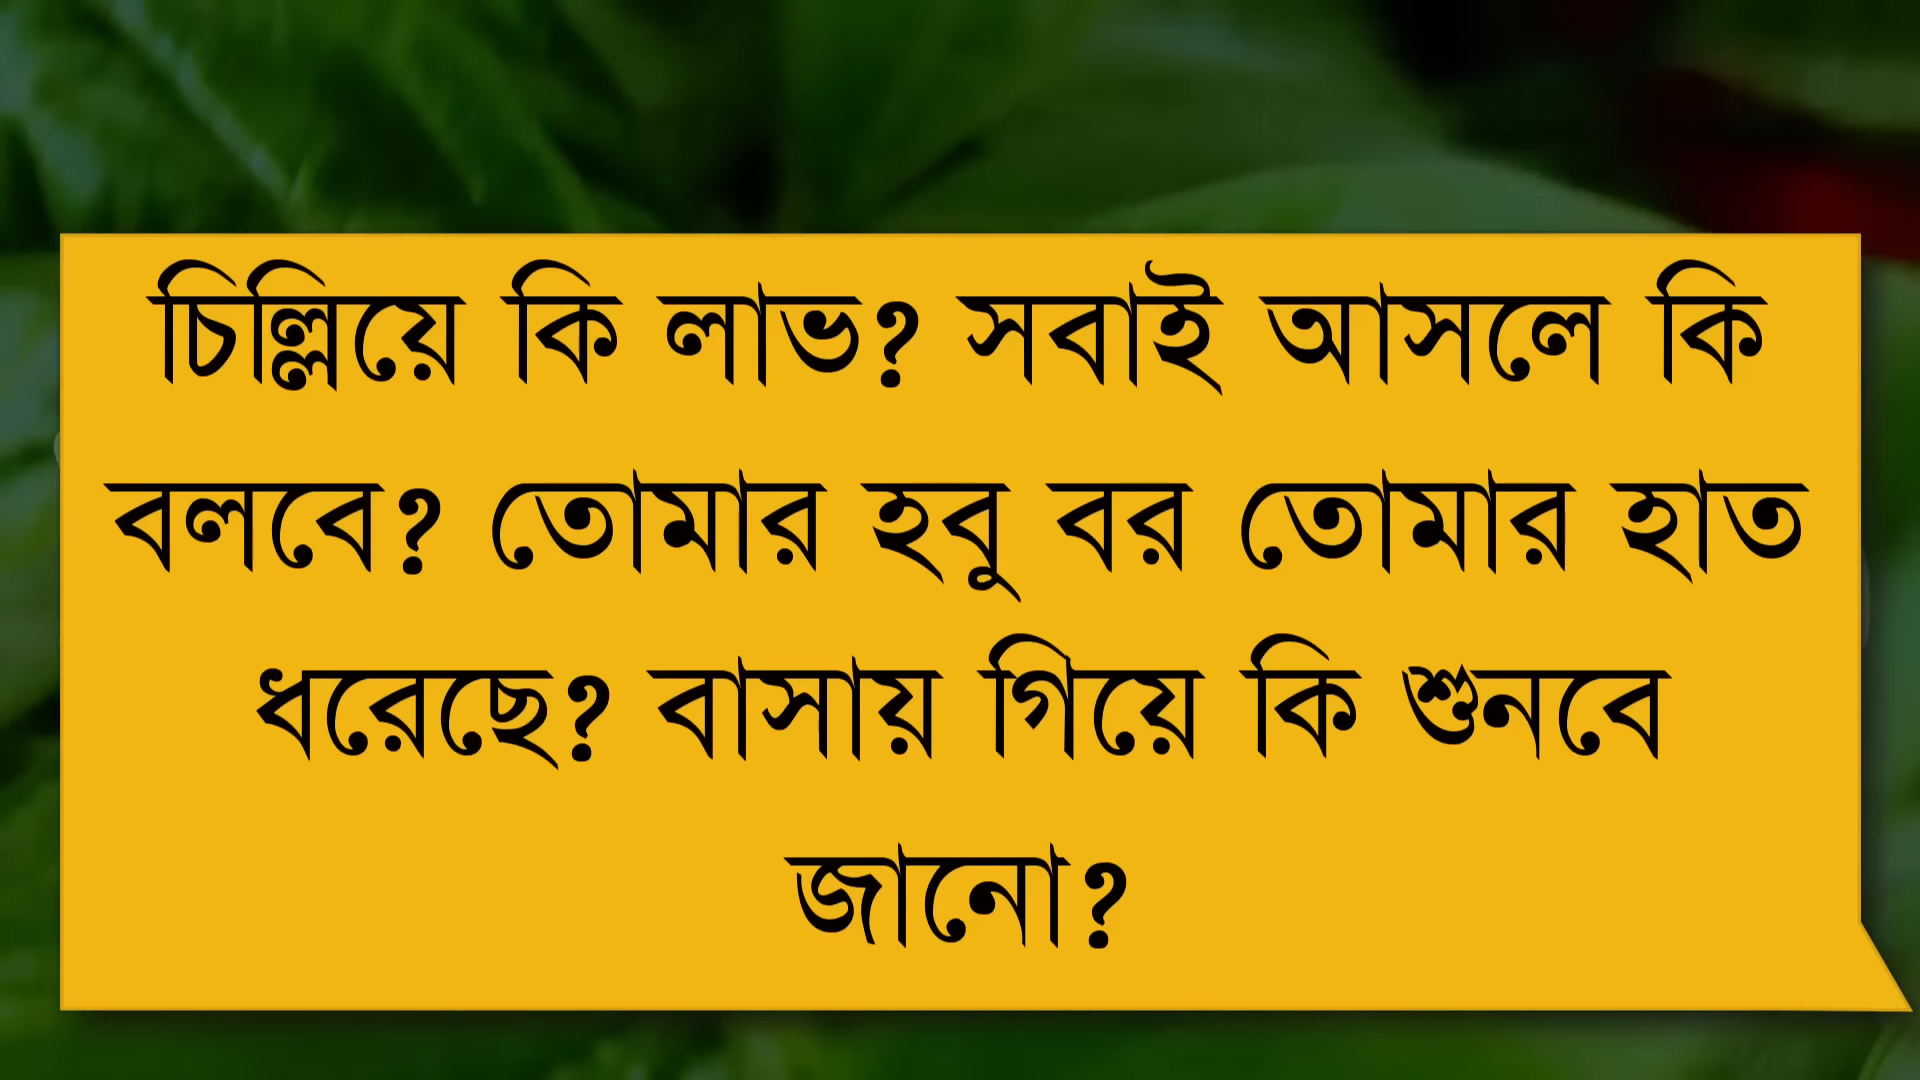 চিল্লিয়ে কি লাভ? সবাই আসলে কি
বলবে? তোমার হবু বর তোমার হাত
ধরেছে? বাসায় গিয়ে কি শুনবে
জানো?